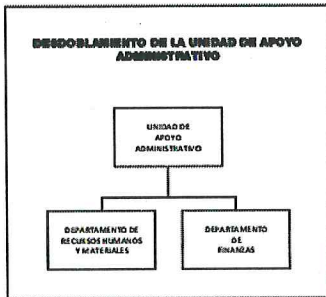 DESDOBLAMIENTO DE LA UNIDAD DE APOYO
ADMINISTRATIVO
UNIDAD DE
APOYO
ADMINISTRATIVO
DEPARTAMENTO DE
RECURSOS HUMANOS
Y MATERIALES
DEPARTAMENTO
DE
FINANZAS